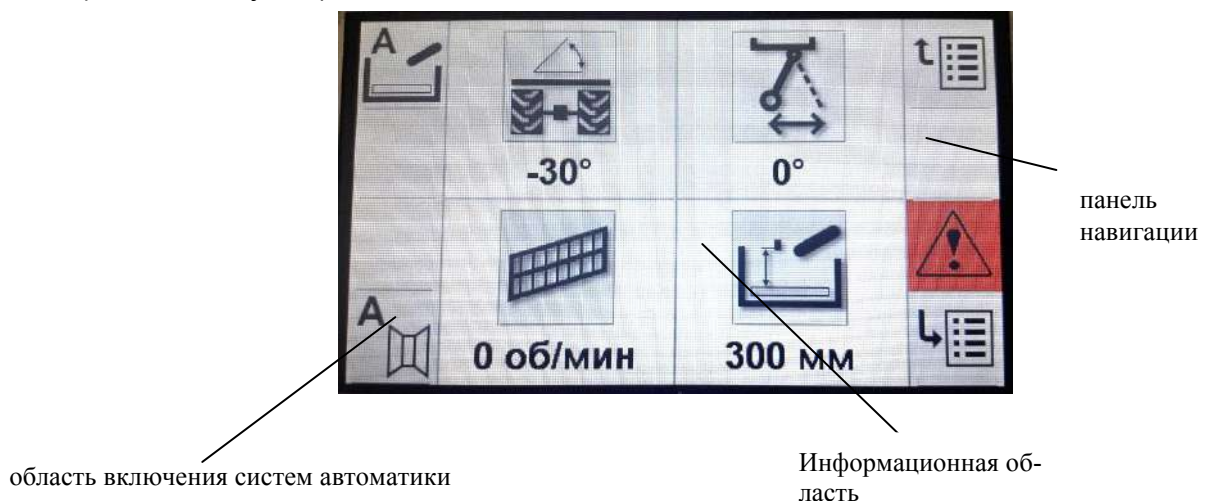 A
-30°
0°
A
0 об/мин
300 мм
панель
навигации
область включения систем автоматики
Информационная об-
ласть